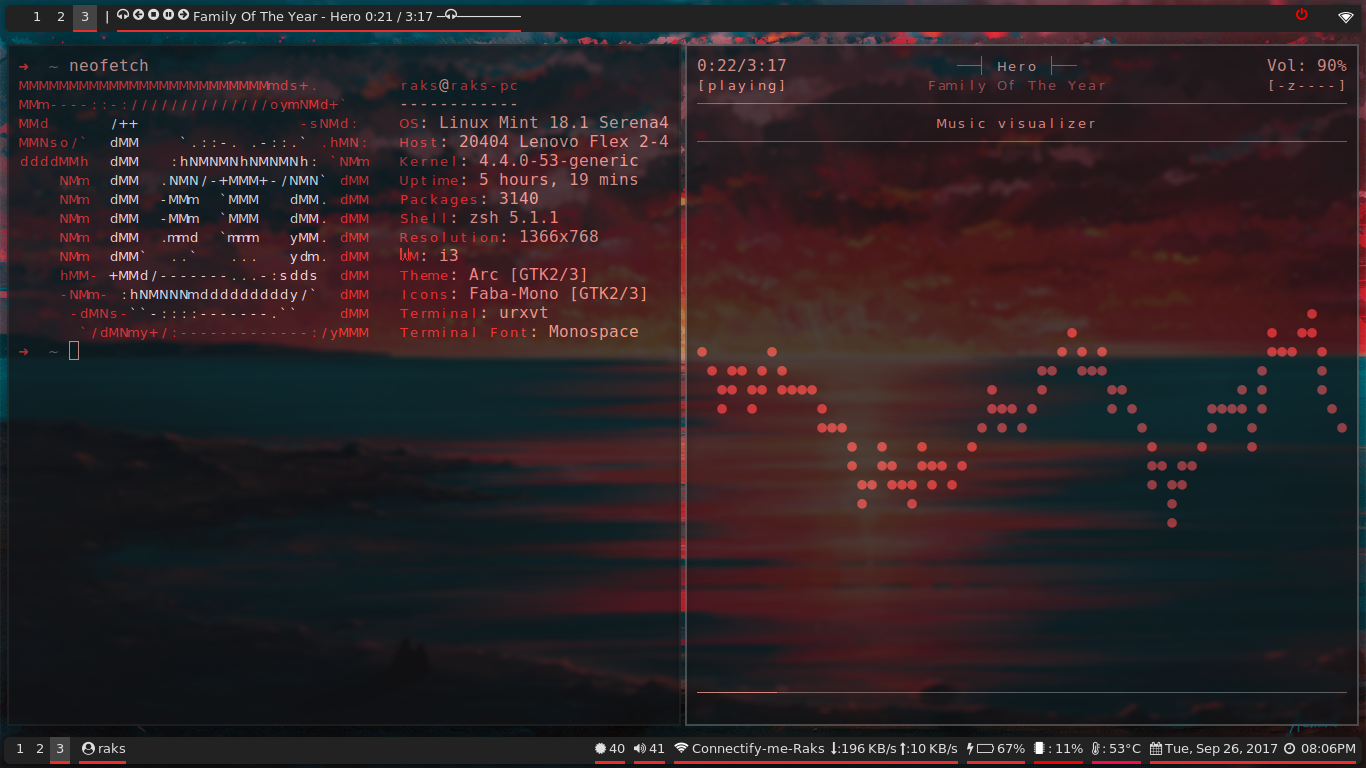 1 2 3 | Family Of The Year - Hero 0:21 / 3:17
➜ ~ neofetch
MMMMMMMMMMMMMMMMMMMMMMMMMmds+.
MMm----::-://////////////oymNMd+`
MMd /++ -sNMd:
MMNso/` dMM `.::-. .-::.` .hMN:
ddddMMh dMM :hNMNMNhNMNMNh: `NMm
NMm dMM .NMN/-+MMM+-/NMN` dMM
NMm dMM -MMm `MMM dMM. dMM
NMm dMM -MMm `MMM dMM. dMM
NMm dMM .mmd `mmm yMM. dMM
NMm dMM` ..` ... ydm. dMM
hMM- +MMd/-------...-:sdds dMM
-NMm- :hNMNNNmdddddddddy/` dMM
-dMNs-``-::::-------.`` dMM
`/dMNmy+/:-------------:/yMMM
raks@raks-pc
------------
OS: Linux Mint 18.1 Serena4
Host: 20404 Lenovo Flex 2-4
Kernel: 4.4.0-53-generic
Uptime: 5 hours, 19 mins
Packages: 3140
Shell: zsh 5.1.1
Resolution: 1366x768
WM: i3
Theme: Arc [GTK2/3]
Icons: Faba-Mono [GTK2/3]
Terminal: urxvt
Terminal Font: Monospace
➜ ~
0:22/3:17 Hero Vol: 90%
[playing] Family Of The Year [-z----]
Music visualizer
1 2 3 raks 40 41 Connectify-me-Raks ↓:196 KB/s ↑:10 KB/s 67% : 11% : 53°C Tue, Sep 26, 2017 08:06PM